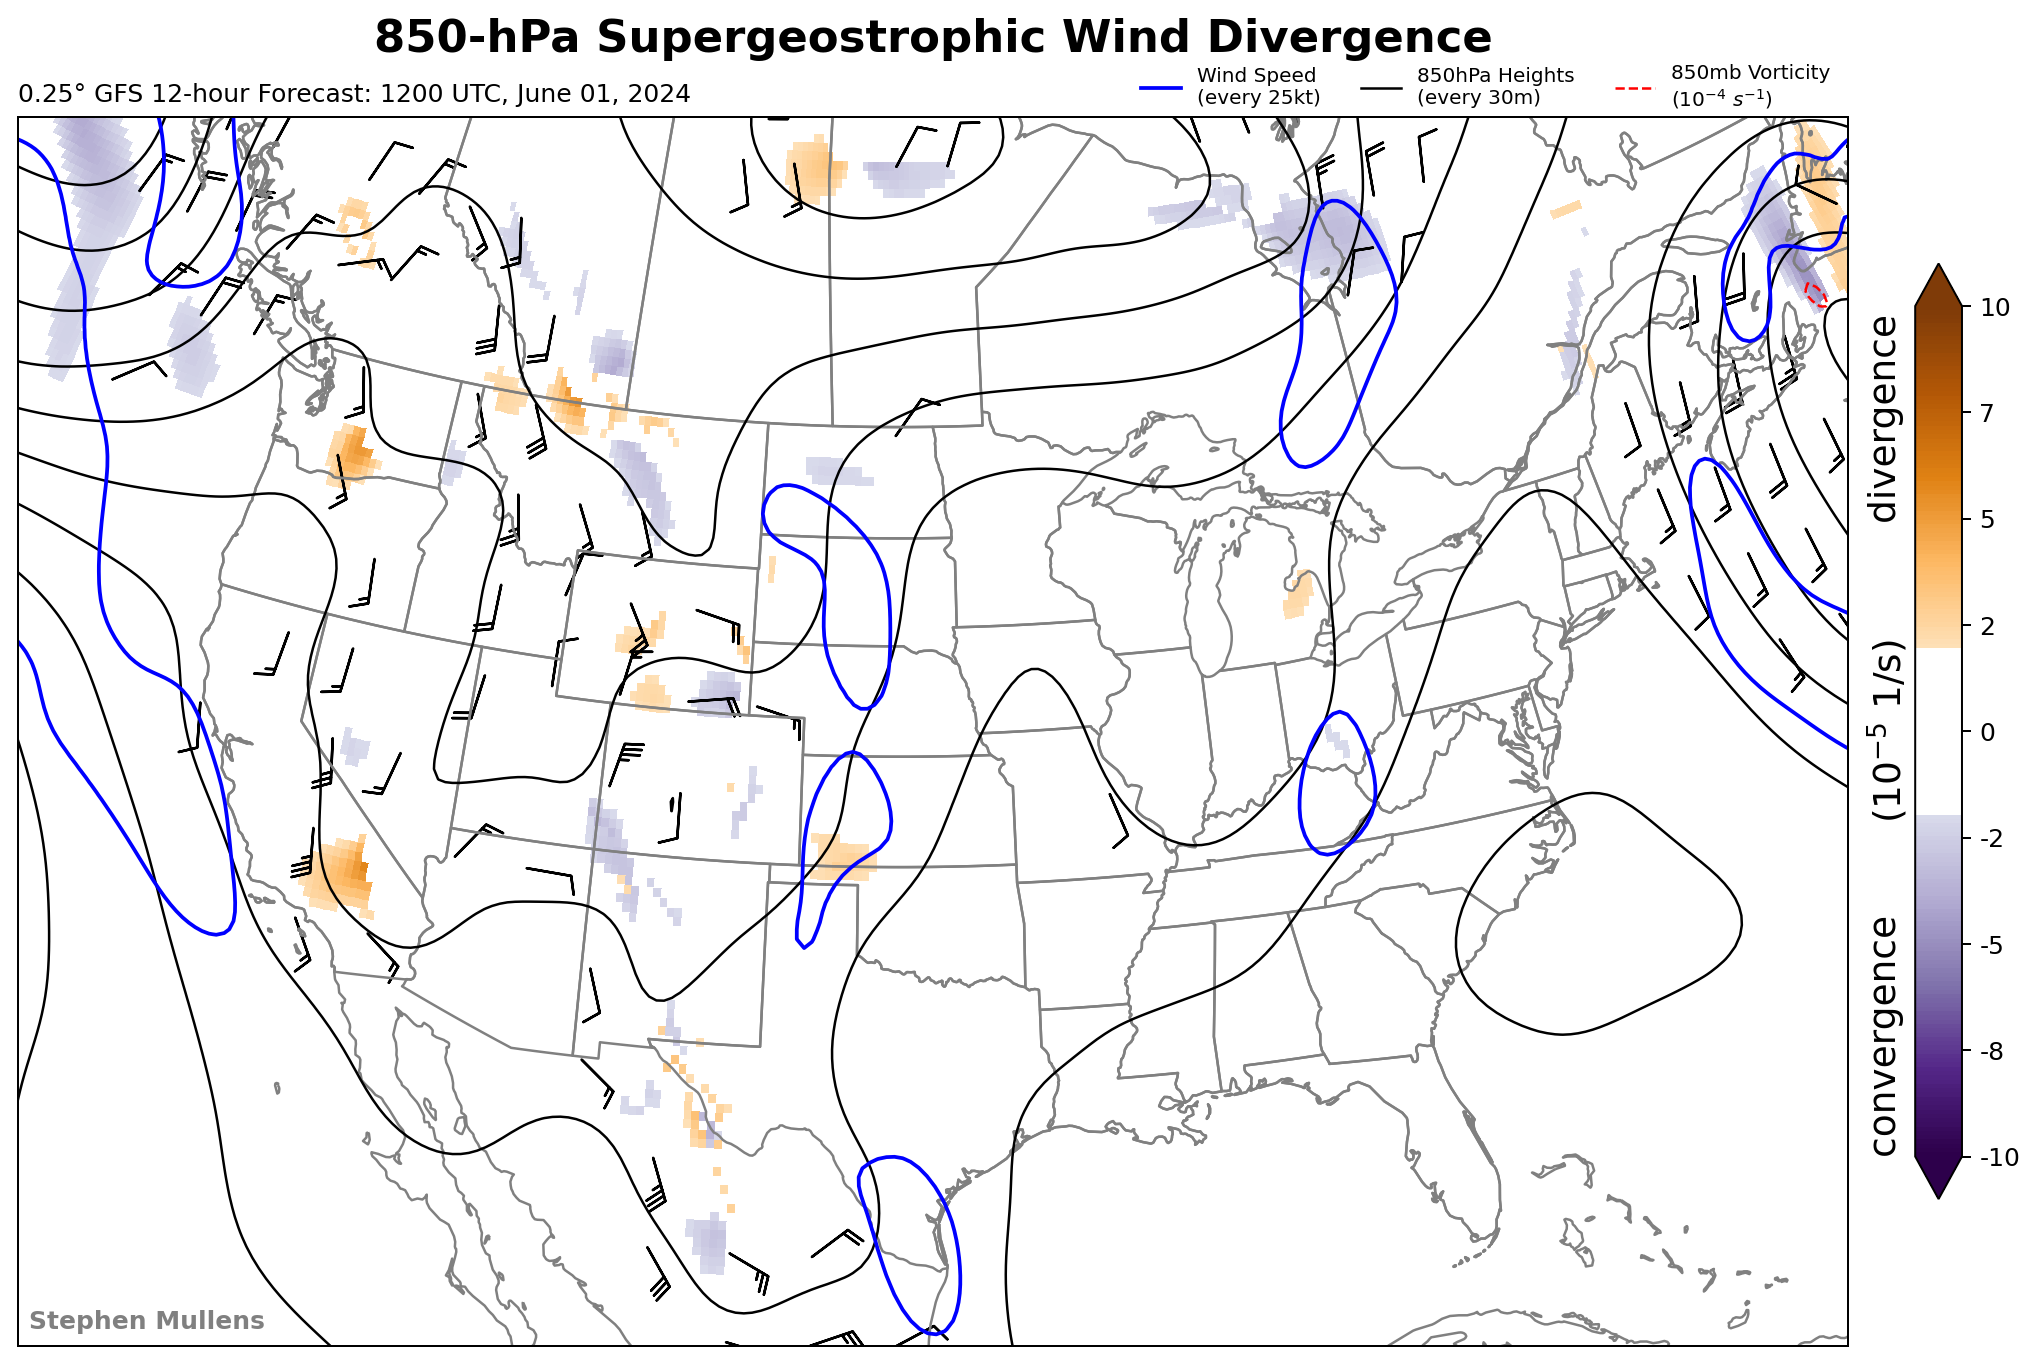 850-hPa Supergeostrophic Wind Divergence
0.25° GFS 12-hour Forecast: 1200 UTC, June 01, 2024
Wind Speed
(every 25kt)
850hPa Heights
(every 30m)
850mb Vorticity
(10⁻⁴ s⁻¹)
10
7
5
2
0
-2
-5
-8
-10
convergence (10⁻⁵ 1/s) divergence
Stephen Mullens